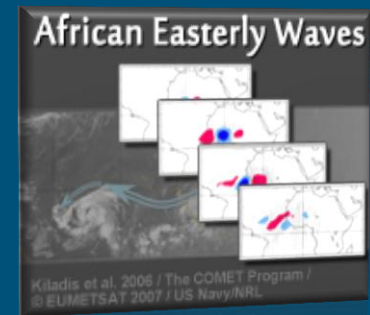 African Easterly Waves
Kiladis et al. 2006 / The COMET Program /
© EUMETSAT 2007 / US Navy/NRL